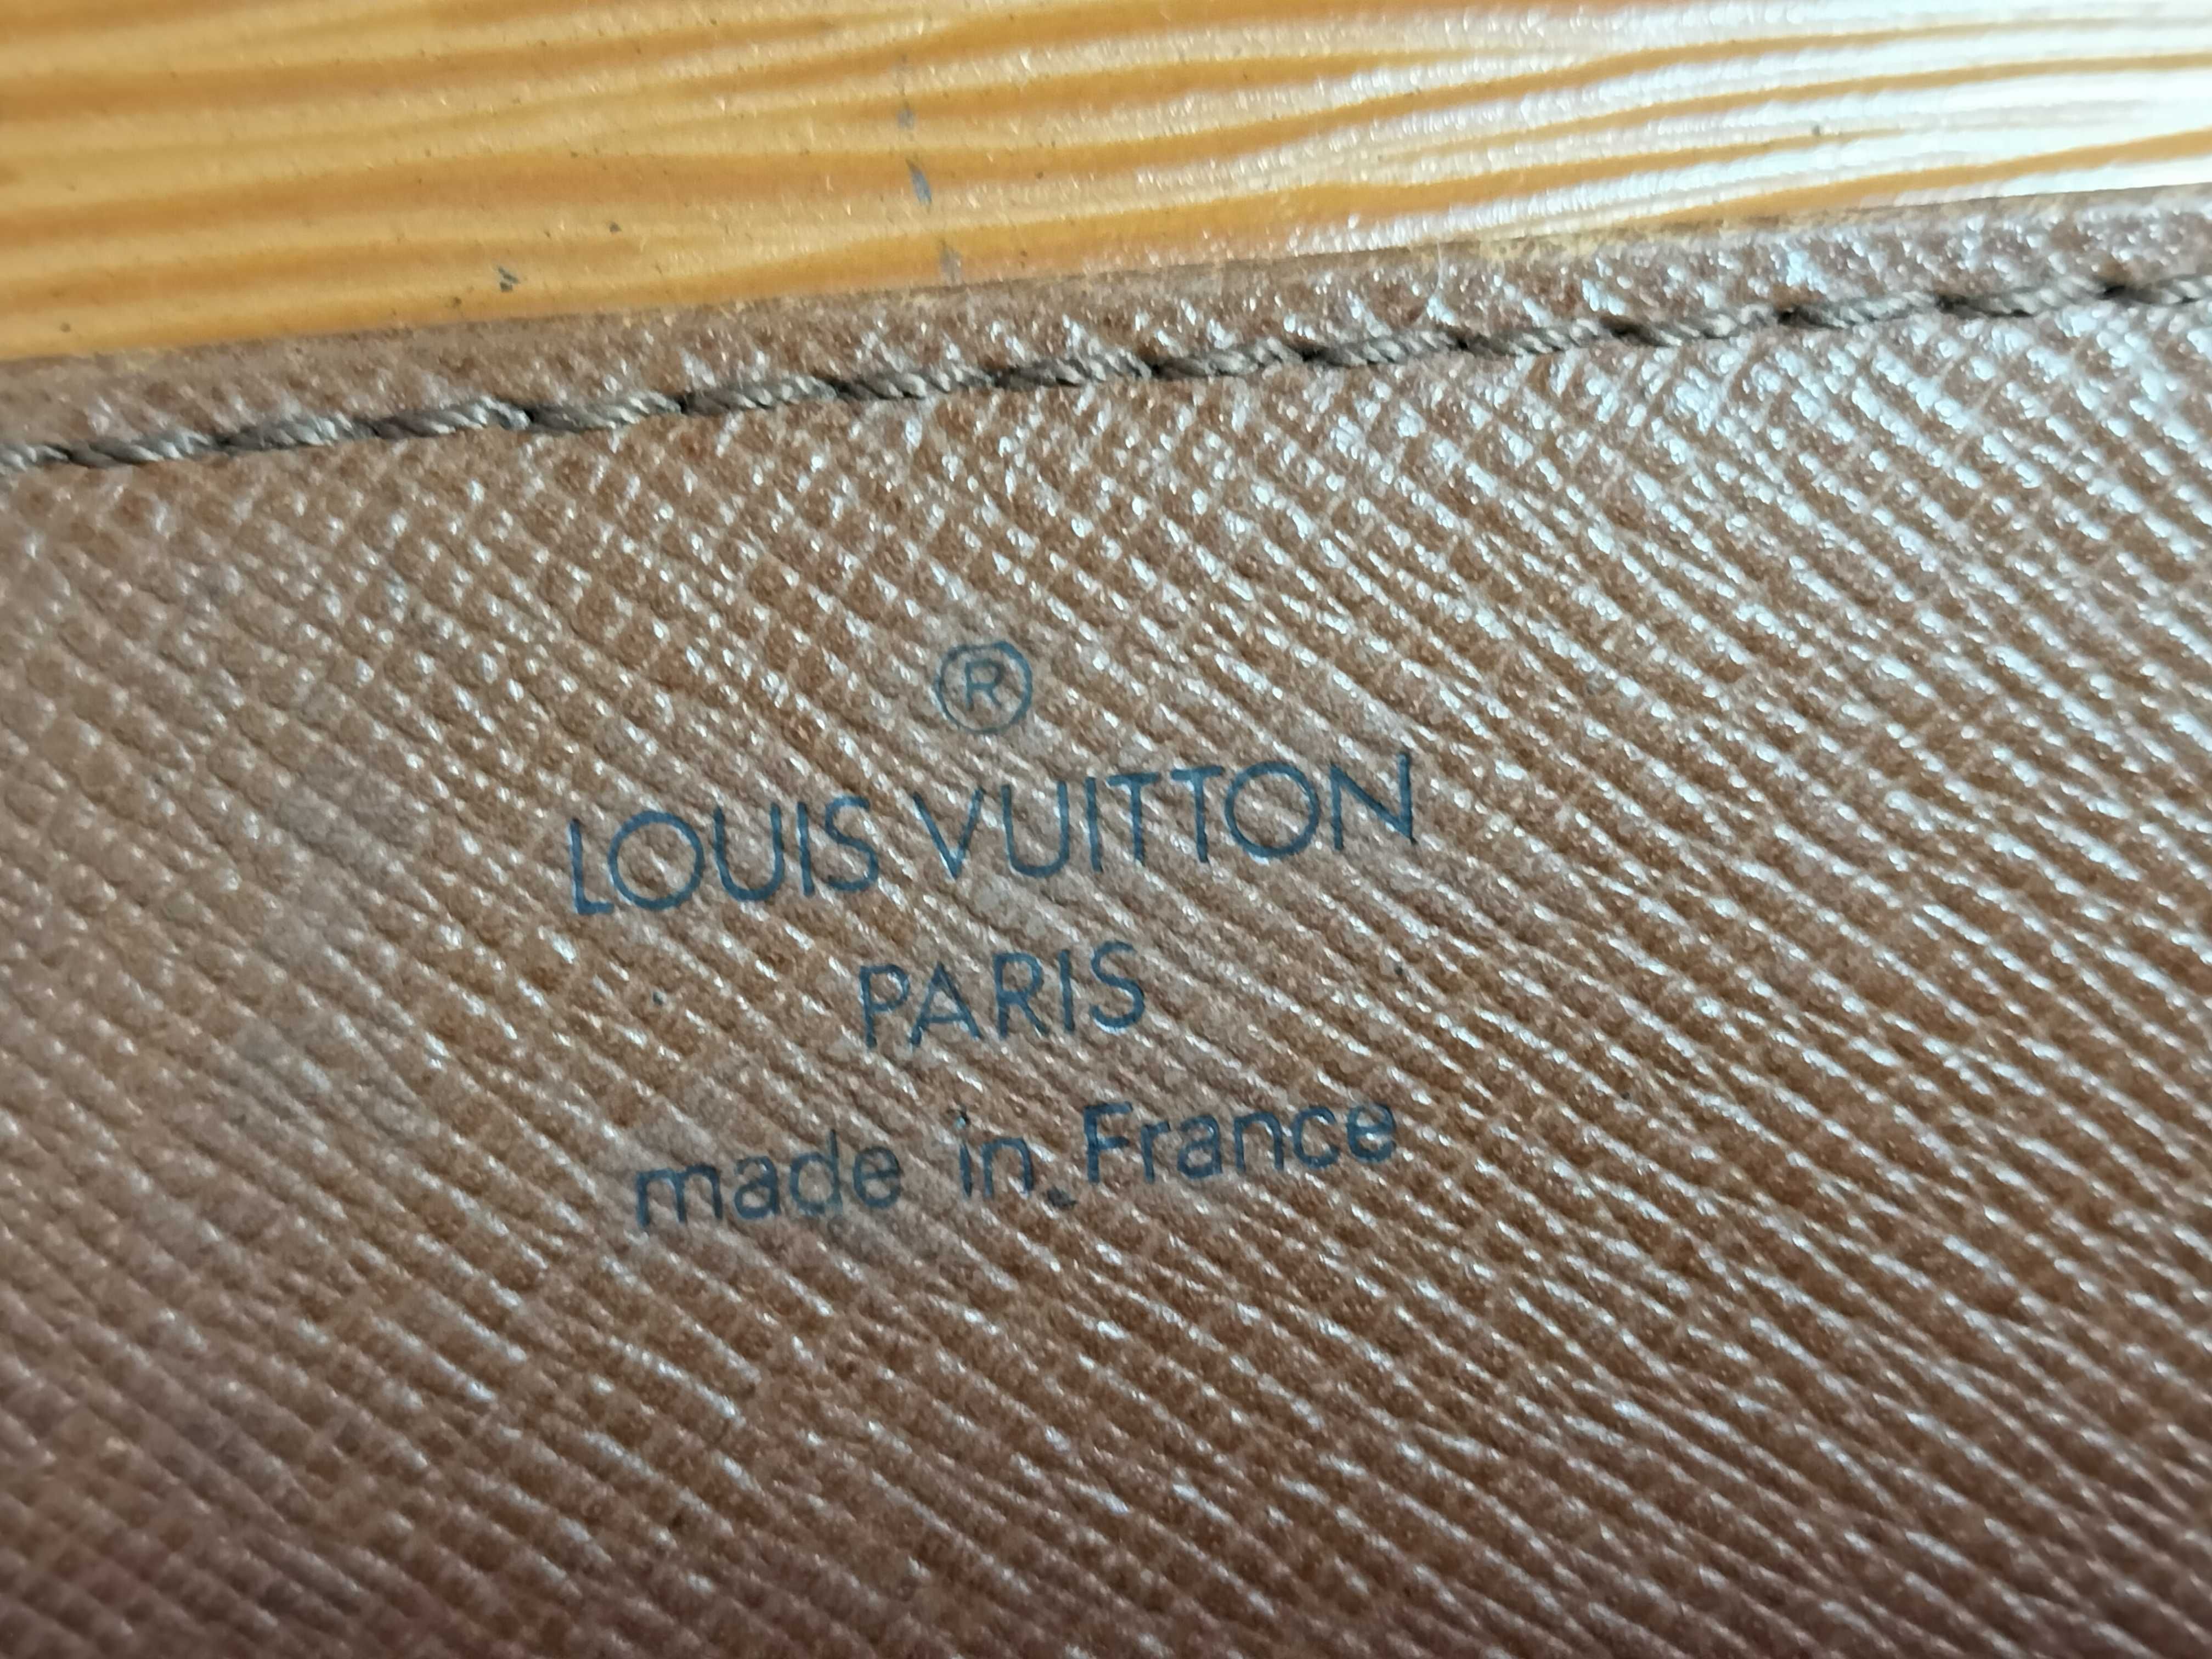 ®
LOUIS VUITTON
PARIS
made in France